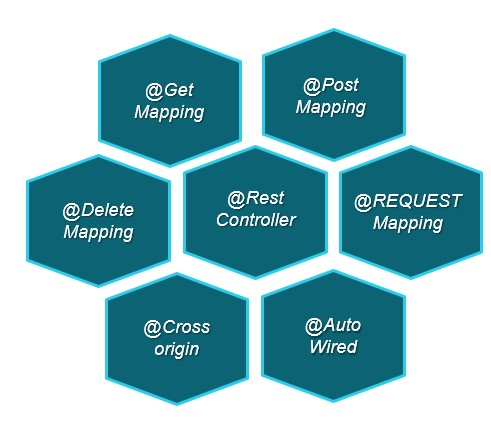 @Get
Mapping
@Post
Mapping
@Delete
Mapping
@Rest
Controller
@REQUEST
Mapping
@Cross
origin
@Auto
Wired